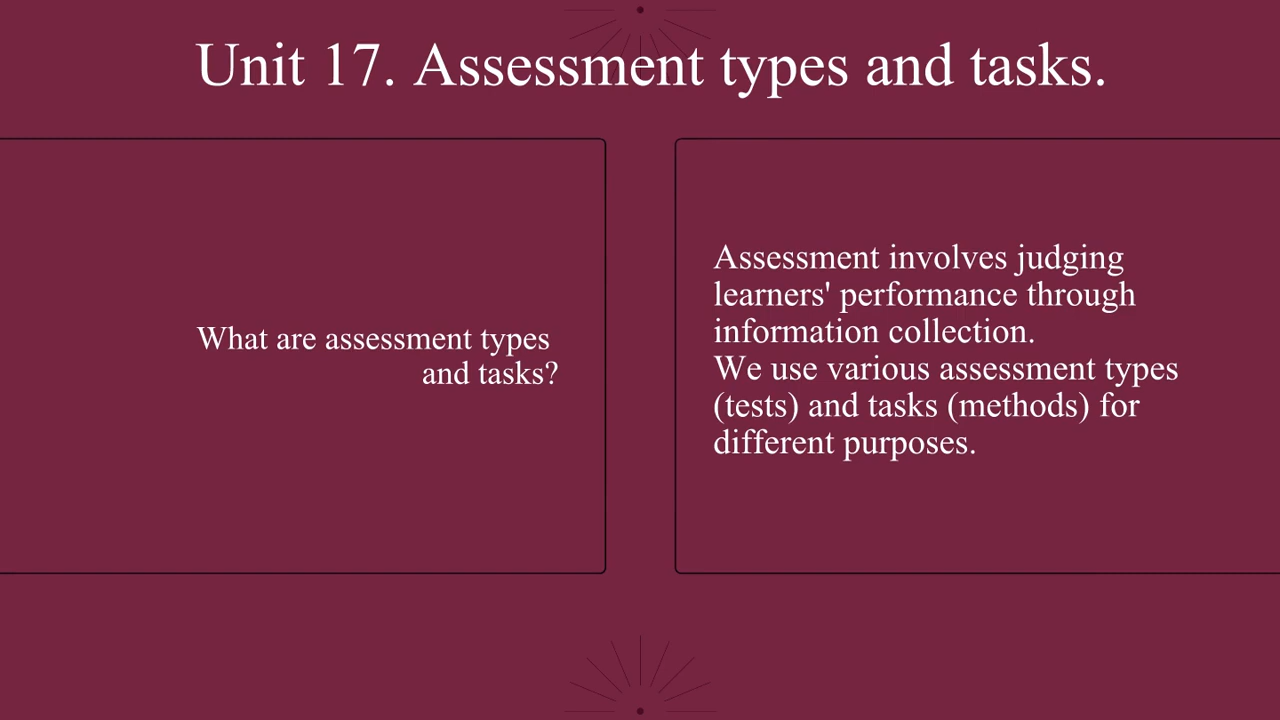 Unit 17. Assessment types and tasks.
What are assessment types
and tasks?
Assessment involves judging
learners' performance through
information collection.
We use various assessment types
(tests) and tasks (methods) for
different purposes.